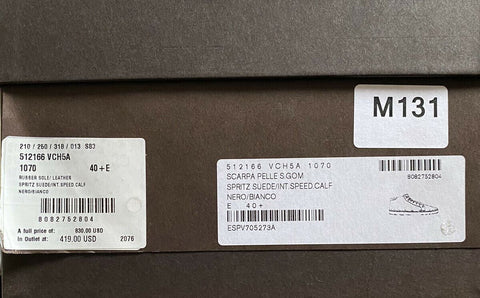 M131
210 / 250 / 318 / 013 SB3
512166 VCH5A
1070 40+E
RUBBER SOLE/ LEATHER
SPRITZ SUEDE/INT.SPEED.CALF
NERO/BIANCO
8082752804
A full price of: 830.00 USD
In Outlet at: 419.00 USD 2076
512166 VCH5A 1070
SCARPA PELLE S.GOM
SPRITZ SUEDE/INT.SPEED.CALF
NERO/BIANCO
E 40+
ESPV705273A
8082752804